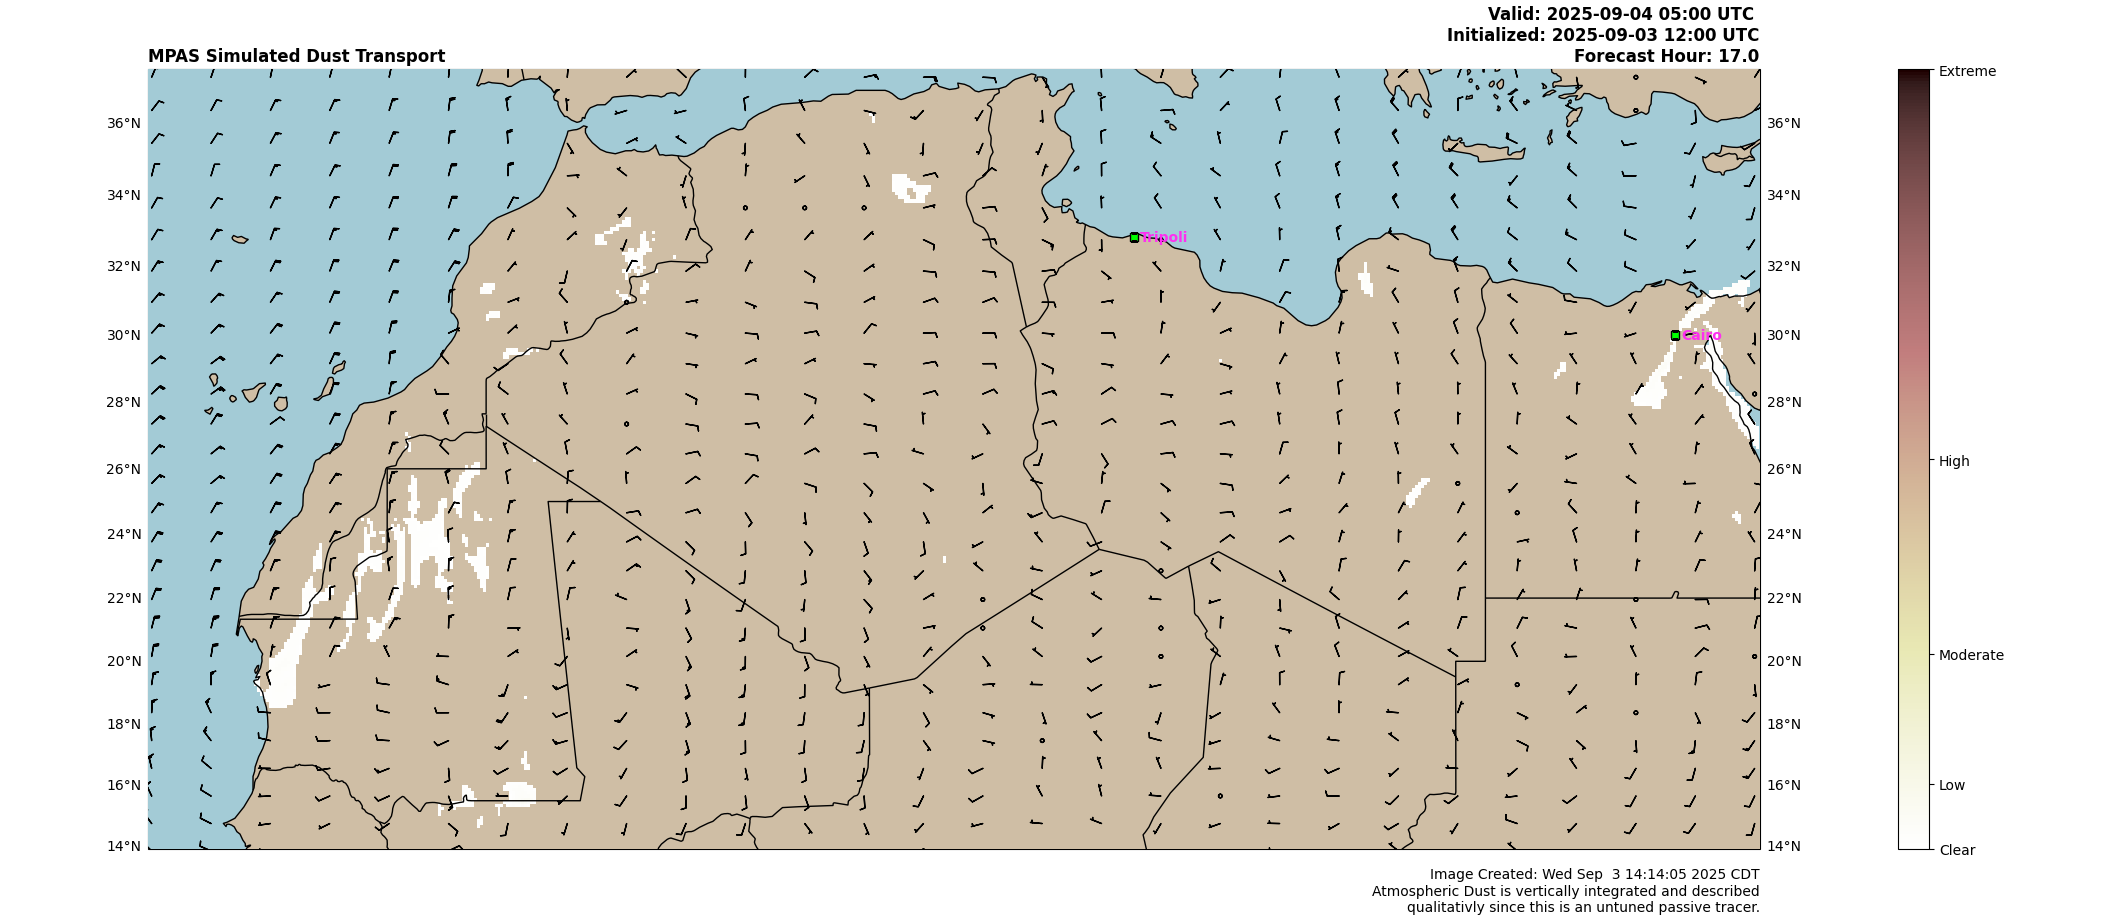 Valid: 2025-09-04 05:00 UTC
Initialized: 2025-09-03 12:00 UTC
MPAS Simulated Dust Transport
Forecast Hour: 17.0
Extreme
36°N
36°N
34°N
34°N
Tripoli
32°N
32°N
30°N
Cairo
30°N
28°N
28°N
High
26°N
26°N
24°N
24°N
22°N
22°N
Moderate
20°N
20°N
18°N
18°N
16°N
16°N
Low
14°N
14°N
Clear
Image Created: Wed Sep  3 14:14:05 2025 CDT
Atmospheric Dust is vertically integrated and described
qualitativly since this is an untuned passive tracer.